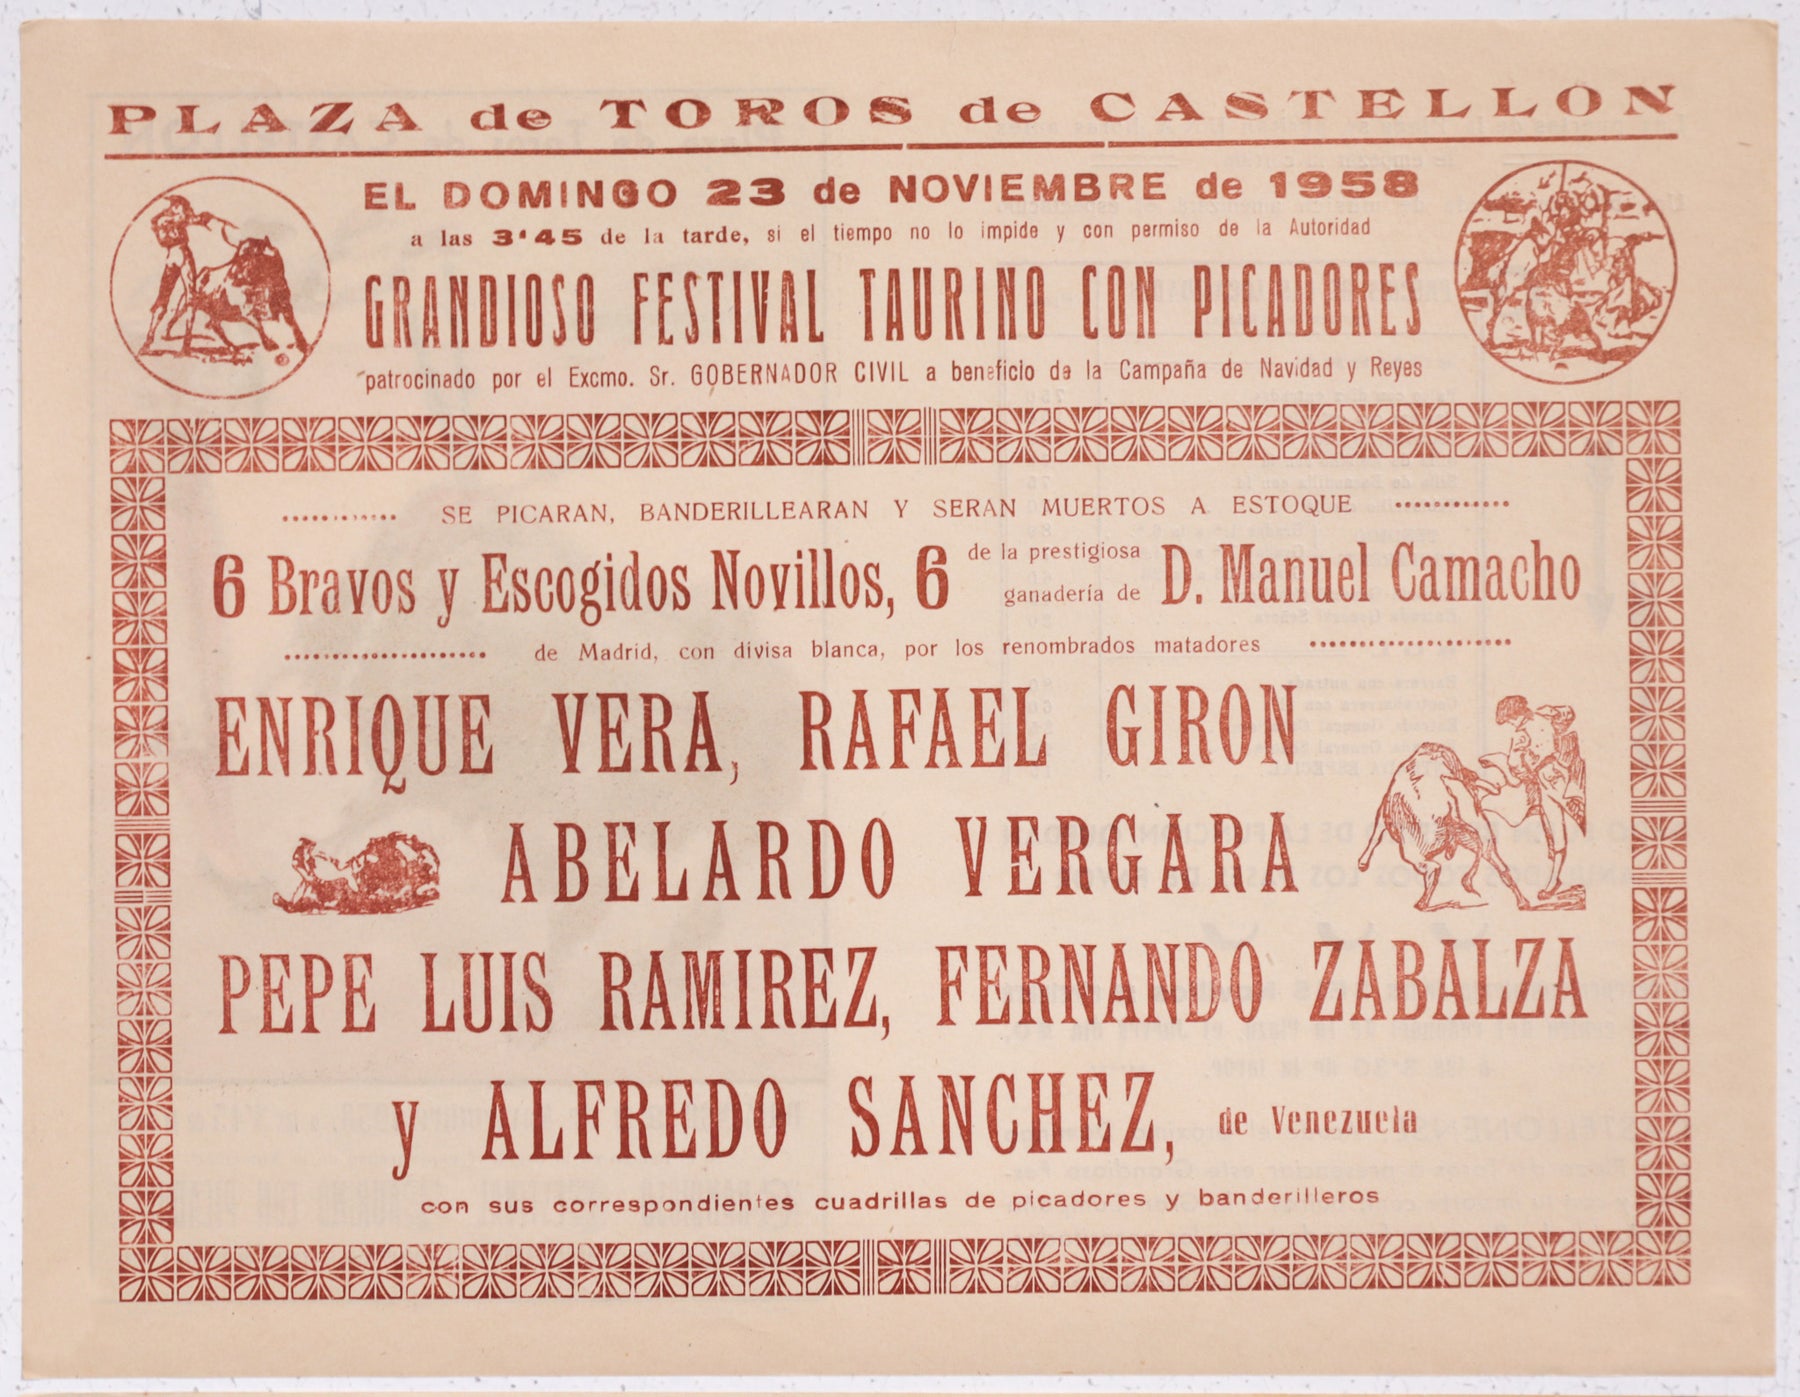 PLAZA de TOROS de CASTELLON
EL DOMINGO 23 de NOVIEMBRE de 1958
a las 3'45 de la tarde, si el tiempo no lo impide y con permiso de la Autoridad
GRANDIOSO FESTIVAL TAURINO CON PICADORES
patrocinado por el Excmo. Sr. GOBERNADOR CIVIL a beneficio de la Campaña de Navidad y Reyes
SE PICARAN, BANDERILLEARAN Y SERAN MUERTOS A ESTOQUE
6 Bravos y Escogidos Novillos, 6 de la prestigiosa ganadería de D. Manuel Camacho
de Madrid, con divisa blanca, por los renombrados matadores
ENRIQUE VERA, RAFAEL GIRON
ABELARDO VERGARA
PEPE LUIS RAMIREZ, FERNANDO ZABALZA
y ALFREDO SANCHEZ, de Venezuela
con sus correspondientes cuadrillas de picadores y banderilleros